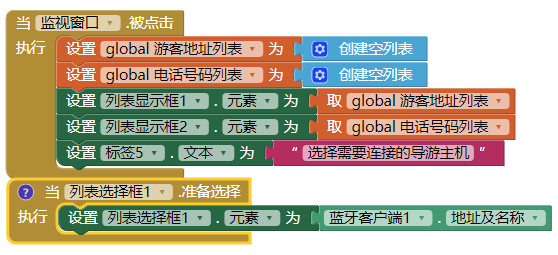 当 监视窗口 .被点击
执行 设置 global 游客地址列表 为 创建空列表
设置 global 电话号码列表 为 创建空列表
设置 列表显示框1 . 元素 为 取 global 游客地址列表
设置 列表显示框2 . 元素 为 取 global 电话号码列表
设置 标签5 . 文本 为 “ 选择需要连接的导游主机 ”
? 当 列表选择框1 .准备选择
执行 设置 列表选择框1 . 元素 为 蓝牙客户端1 . 地址及名称